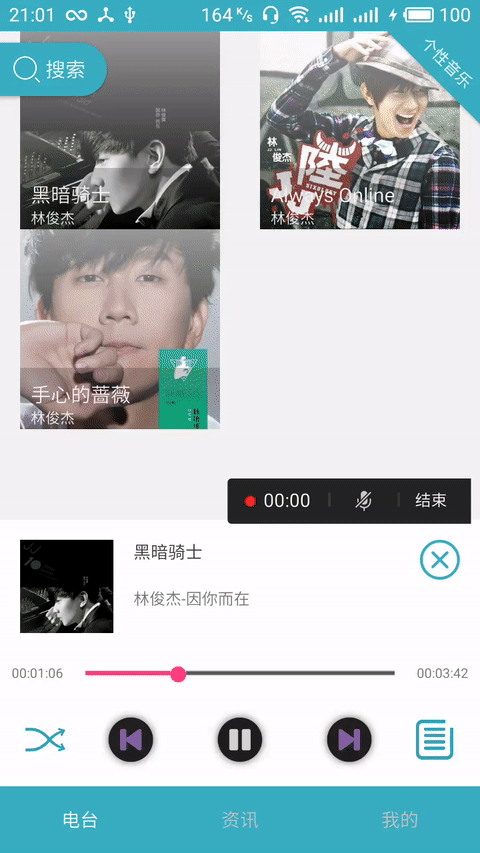 21:01
164 K/s
100
搜索
个性音乐
黑暗骑士
林俊杰
林
俊杰
陸
JJ
Always Online
林俊杰
手心的蔷薇
林俊杰
00:00
结束
黑暗骑士
林俊杰-因你而在
00:01:06
00:03:42
电台
资讯
我的